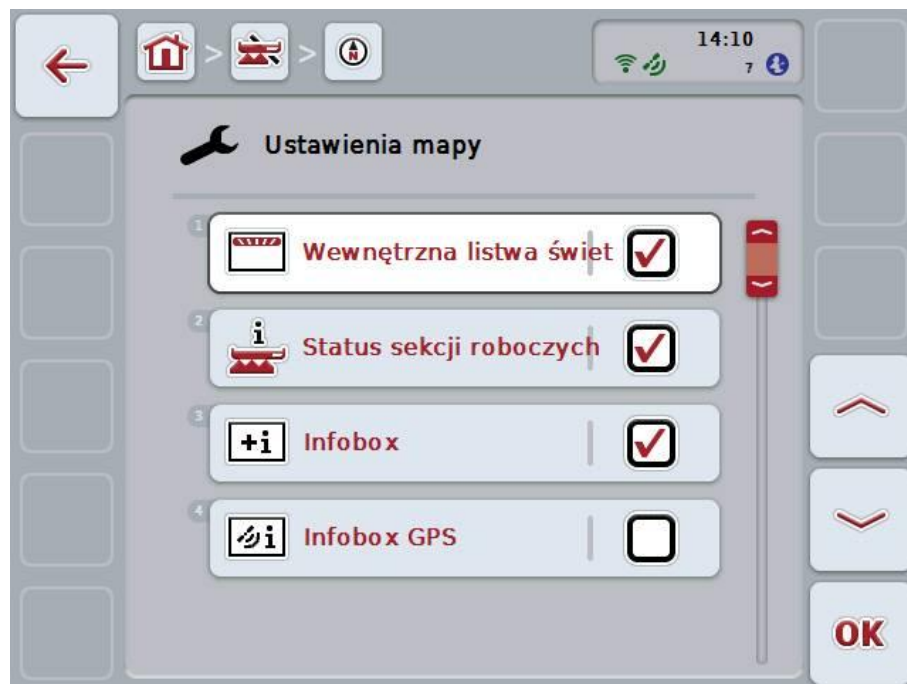 14:10
7
Ustawienia mapy
1
Wewnętrzna listwa świet
2
i
Status sekcji roboczych
3
+i Infobox
4
i Infobox GPS
OK